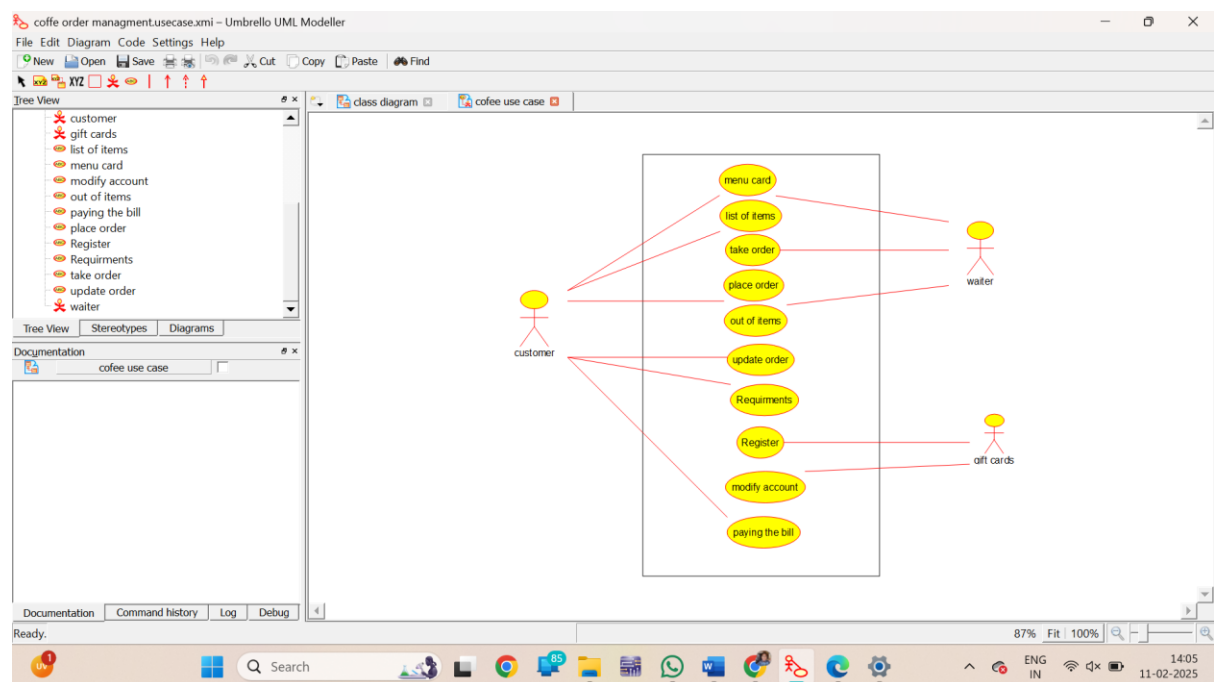 coffe order managment.usecase.xmi – Umbrello UML Modeller
File Edit Diagram Code Settings Help
New Open Save Cut Copy Paste Find
XYZ
Tree View
class diagram cofee use case
customer
gift cards
list of items
menu card
modify account
out of items
paying the bill
place order
Register
Requirments
take order
update order
waiter
Tree View Stereotypes Diagrams
Documentation
cofee use case
Documentation Command history Log Debug
menu card
list of items
take order
place order
out of items
update order
Requirments
Register
modify account
paying the bill
customer
waiter
gift cards
Ready.
87% Fit 100%
UV 1
Search
85
ENG
IN
14:05
11-02-2025